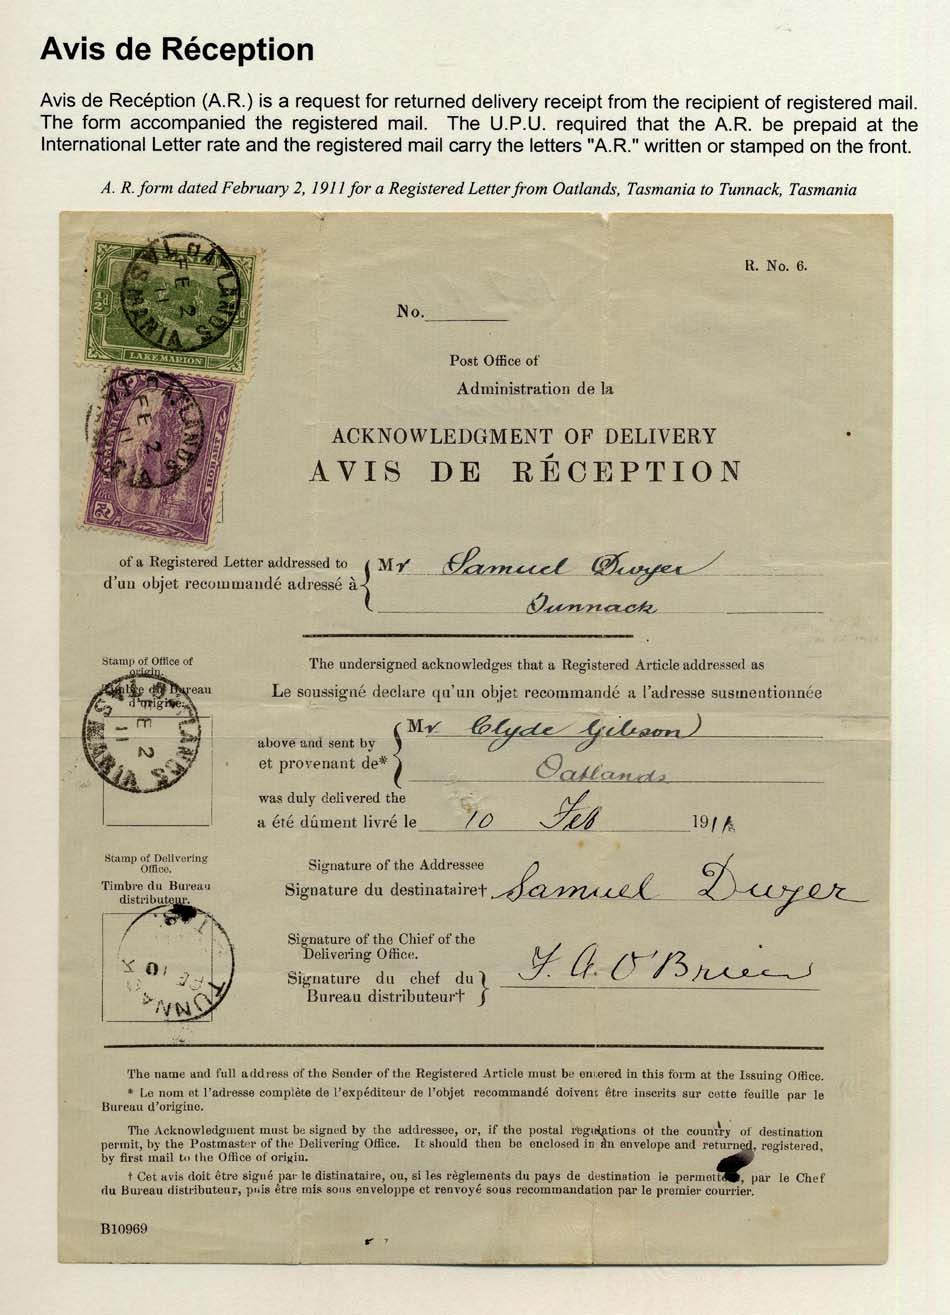 Avis de Réception
Avis de Recéption (A.R.) is a request for returned delivery receipt from the recipient of registered mail.
The form accompanied the registered mail. The U.P.U. required that the A.R. be prepaid at the
International Letter rate and the registered mail carry the letters "A.R." written or stamped on the front.
A. R. form dated February 2, 1911 for a Registered Letter from Oatlands, Tasmania to Tunnack, Tasmania
R. No. 6.
OATLANDS
FE 2
11
TASMANIA
½d
LAKE MARION
No.
Post Office of
Administration de la
ACKNOWLEDGMENT OF DELIVERY
AVIS DE RÉCEPTION
OATLANDS
FE 2
11
TASMANIA
HOBART
2d
of a Registered Letter addressed to
d'un objet recommandé adressé à
Mr Samuel Dwyer
Tunnack
Stamp of Office of
origin.
Timbre du Bureau
d'origine.
OATLANDS
FE 2
11
The undersigned acknowledges that a Registered Article addressed as
Le soussigné declare qu'un objet recommandé a l'adresse susmentionnée
above and sent by
et provenant de*
Mr Clyde Gibson
Oatlands
was duly delivered the
a été dûment livré le 10 Feb 1911
Stamp of Delivering
Office.
Timbre du Bureau
distributeur.
TUNNACK
FE 10
Signature of the Addressee
Signature du destinataire† Samuel Dwyer
Signature of the Chief of the
Delivering Office.
Signature du chef du
Bureau distributeur†
F. A. O'Brien
The name and full address of the Sender of the Registered Article must be entered in this form at the Issuing Office.
* Le nom et l'adresse complète de l'expéditeur de l'objet recommandé doivent être inscrits sur cette feuille par le
Bureau d'origine.
The Acknowledgment must be signed by the addressee, or, if the postal regulations of the country of destination
permit, by the Postmaster of the Delivering Office. It should then be enclosed in an envelope and returned, registered,
by first mail to the Office of origin.
† Cet avis doit être signé par le distinataire, ou, si les règlements du pays de destination le permettent, par le Chef
du Bureau distributeur, puis être mis sous enveloppe et renvoyé sous recommandation par le premier courrier.
B10969